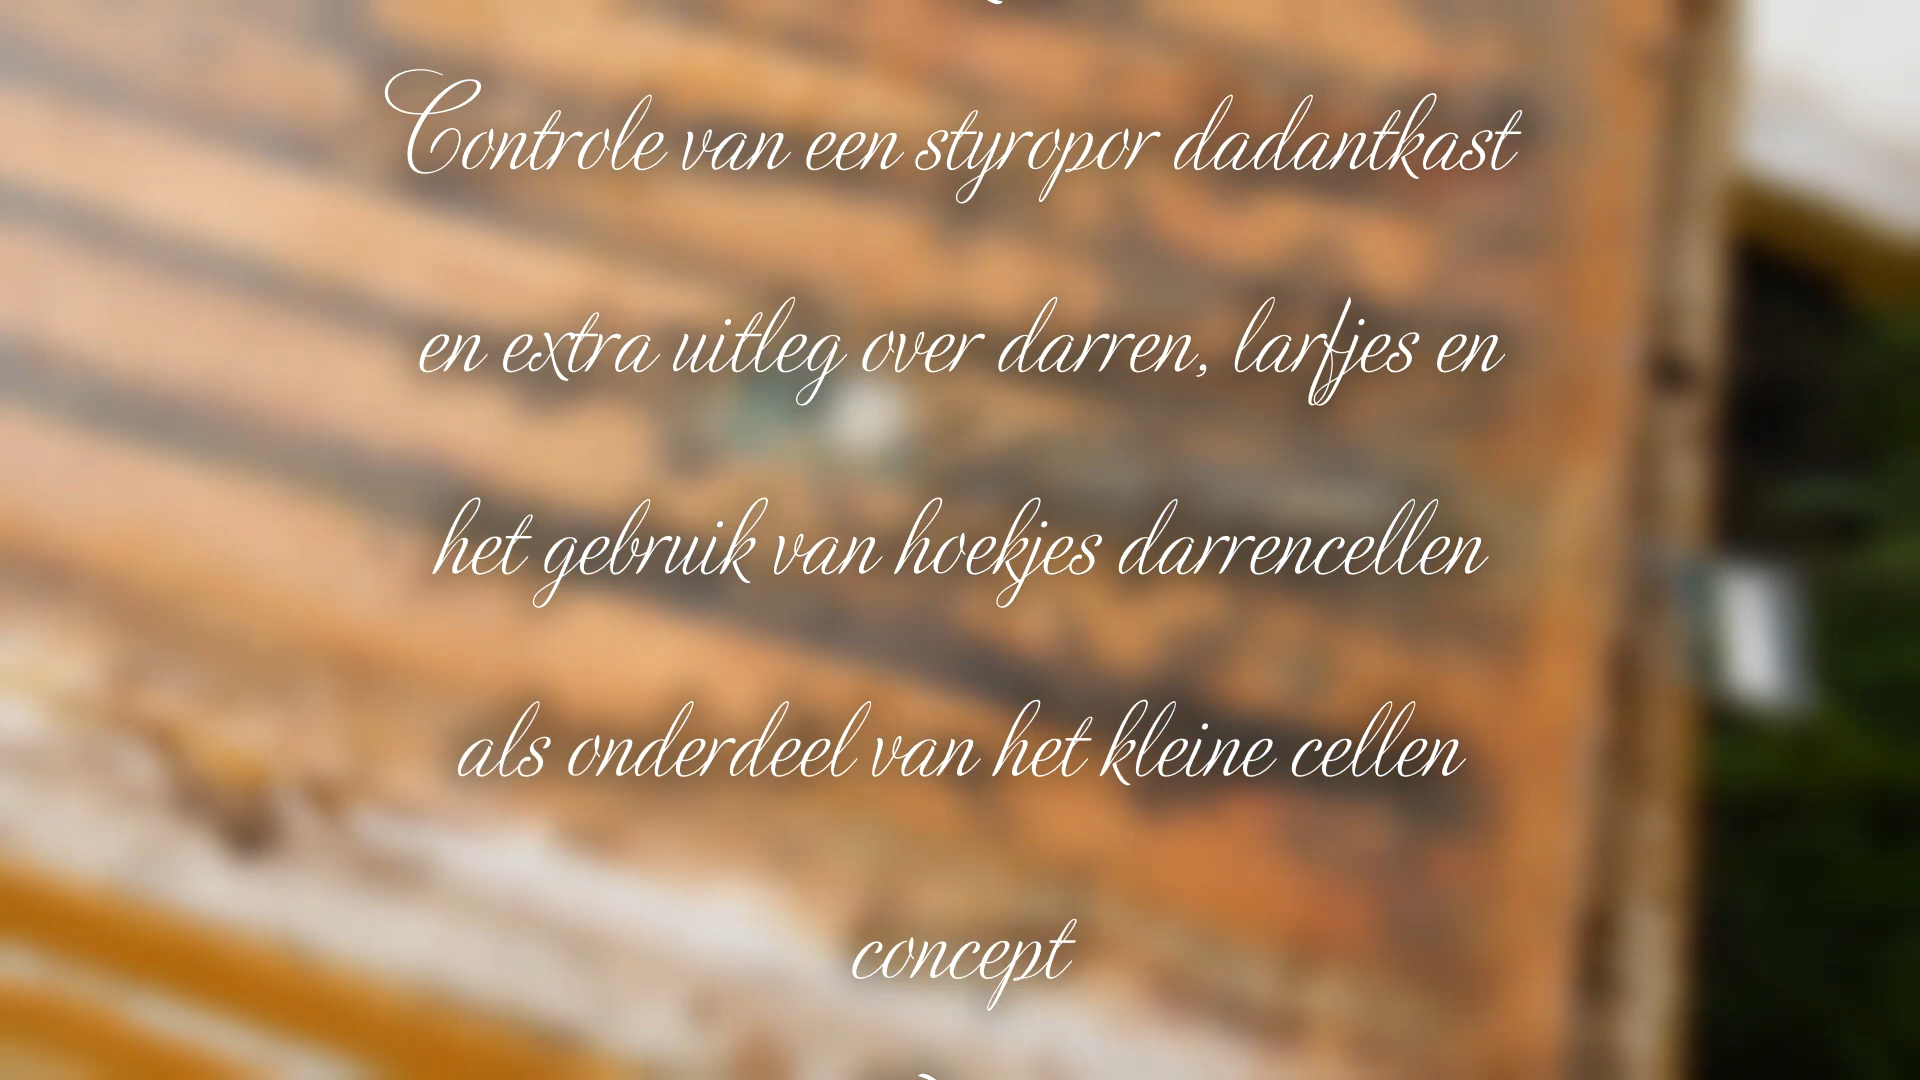 Controle van een styropor dadantkast
en extra uitleg over darren, larfjes en
het gebruik van hoekjes darrencellen
als onderdeel van het kleine cellen
concept